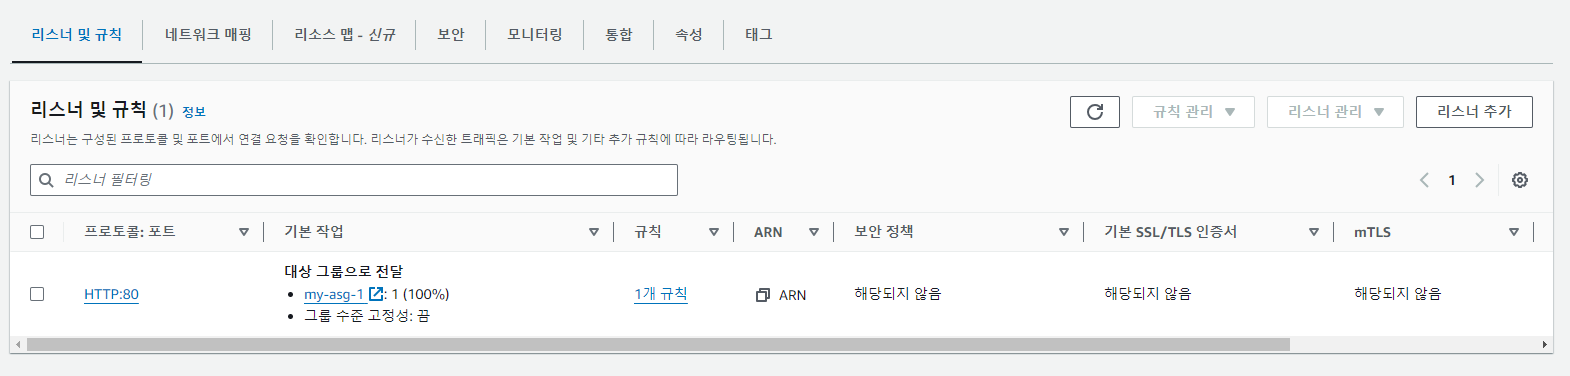 리스너 및 규칙 네트워크 매핑 리소스 맵 - 신규 보안 모니터링 통합 속성 태그
리스너 및 규칙 (1) 정보
규칙 관리 리스너 관리 리스너 추가
리스너는 구성된 프로토콜 및 포트에서 연결 요청을 확인합니다. 리스너가 수신한 트래픽은 기본 작업 및 기타 추가 규칙에 따라 라우팅됩니다.
리스너 필터링
1
프로토콜: 포트 기본 작업 규칙 ARN 보안 정책 기본 SSL/TLS 인증서 mTLS
대상 그룹으로 전달
HTTP:80 • my-asg-1 : 1 (100%) 1개 규칙 ARN 해당되지 않음 해당되지 않음 해당되지 않음
• 그룹 수준 고정성: 끔